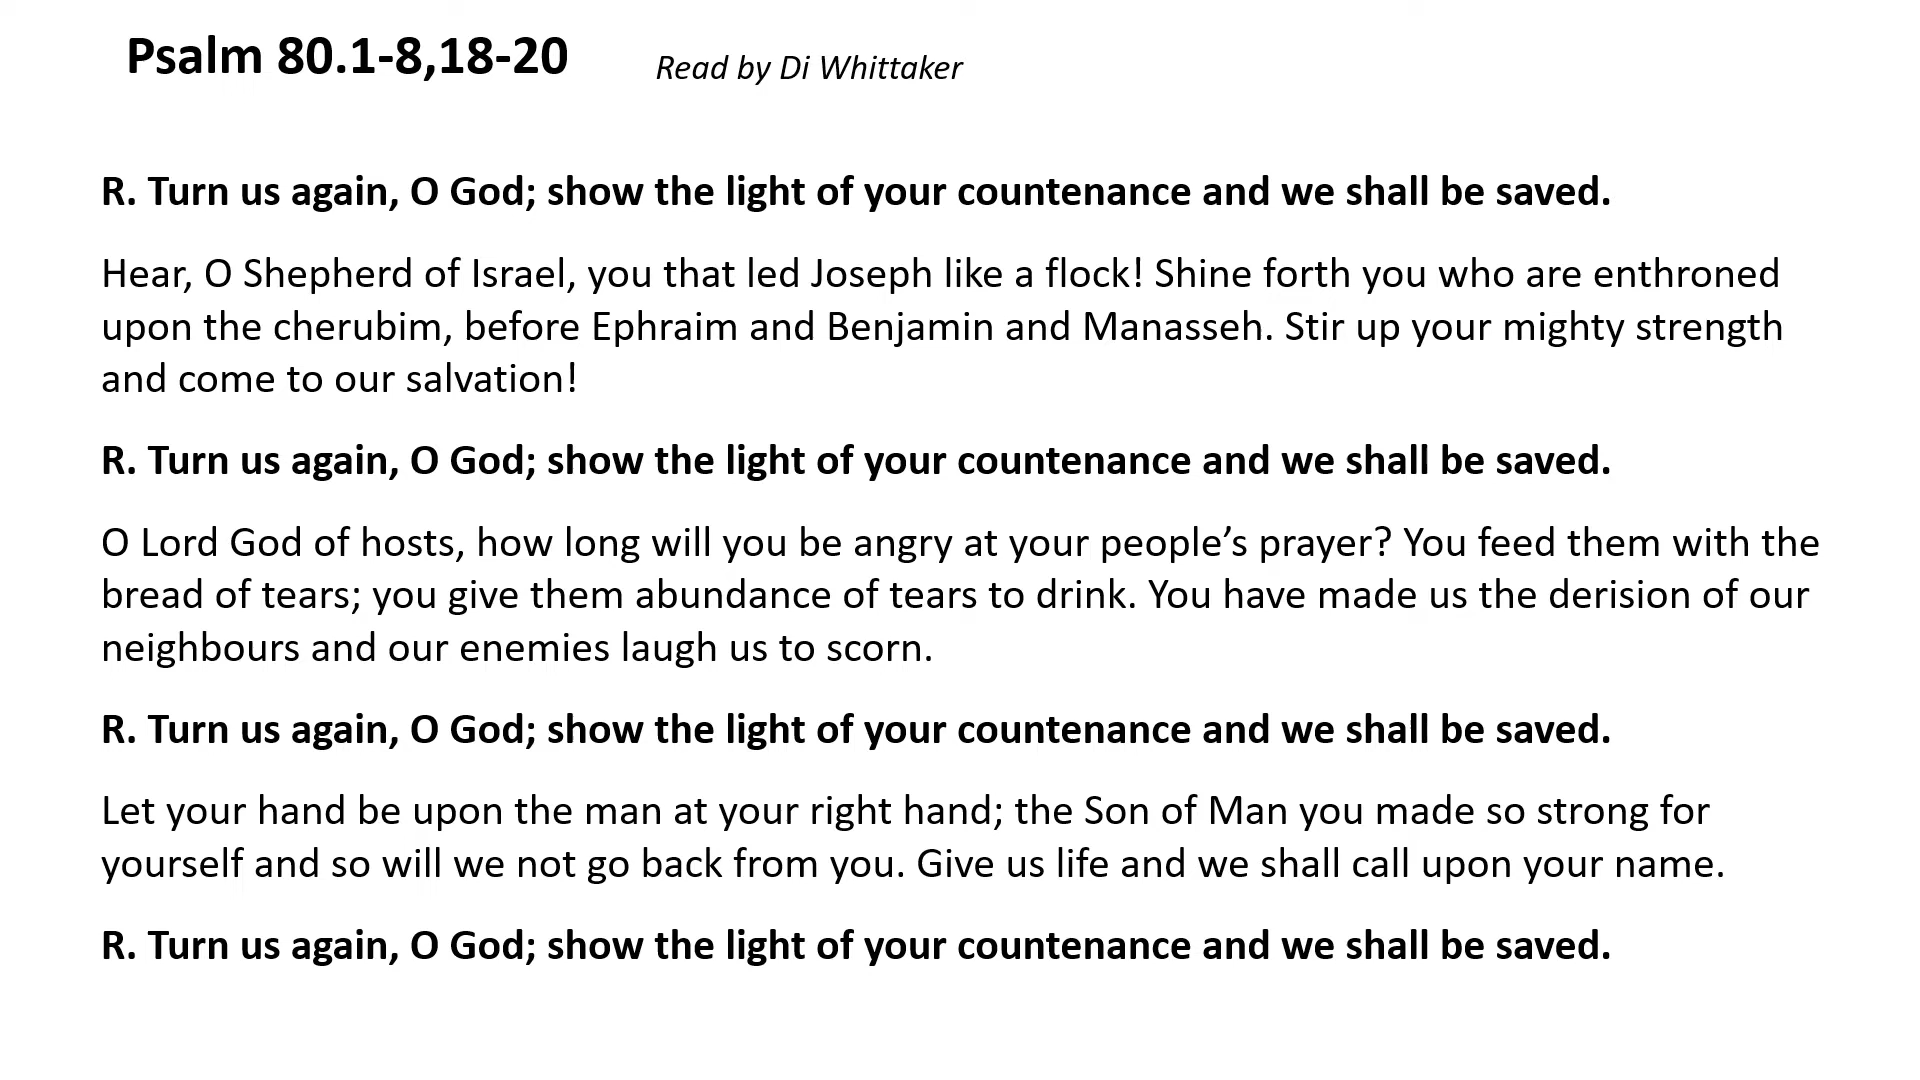 Psalm 80.1-8,18-20 Read by Di Whittaker
R. Turn us again, O God; show the light of your countenance and we shall be saved.
Hear, O Shepherd of Israel, you that led Joseph like a flock! Shine forth you who are enthroned
upon the cherubim, before Ephraim and Benjamin and Manasseh. Stir up your mighty strength
and come to our salvation!
R. Turn us again, O God; show the light of your countenance and we shall be saved.
O Lord God of hosts, how long will you be angry at your people’s prayer? You feed them with the
bread of tears; you give them abundance of tears to drink. You have made us the derision of our
neighbours and our enemies laugh us to scorn.
R. Turn us again, O God; show the light of your countenance and we shall be saved.
Let your hand be upon the man at your right hand; the Son of Man you made so strong for
yourself and so will we not go back from you. Give us life and we shall call upon your name.
R. Turn us again, O God; show the light of your countenance and we shall be saved.